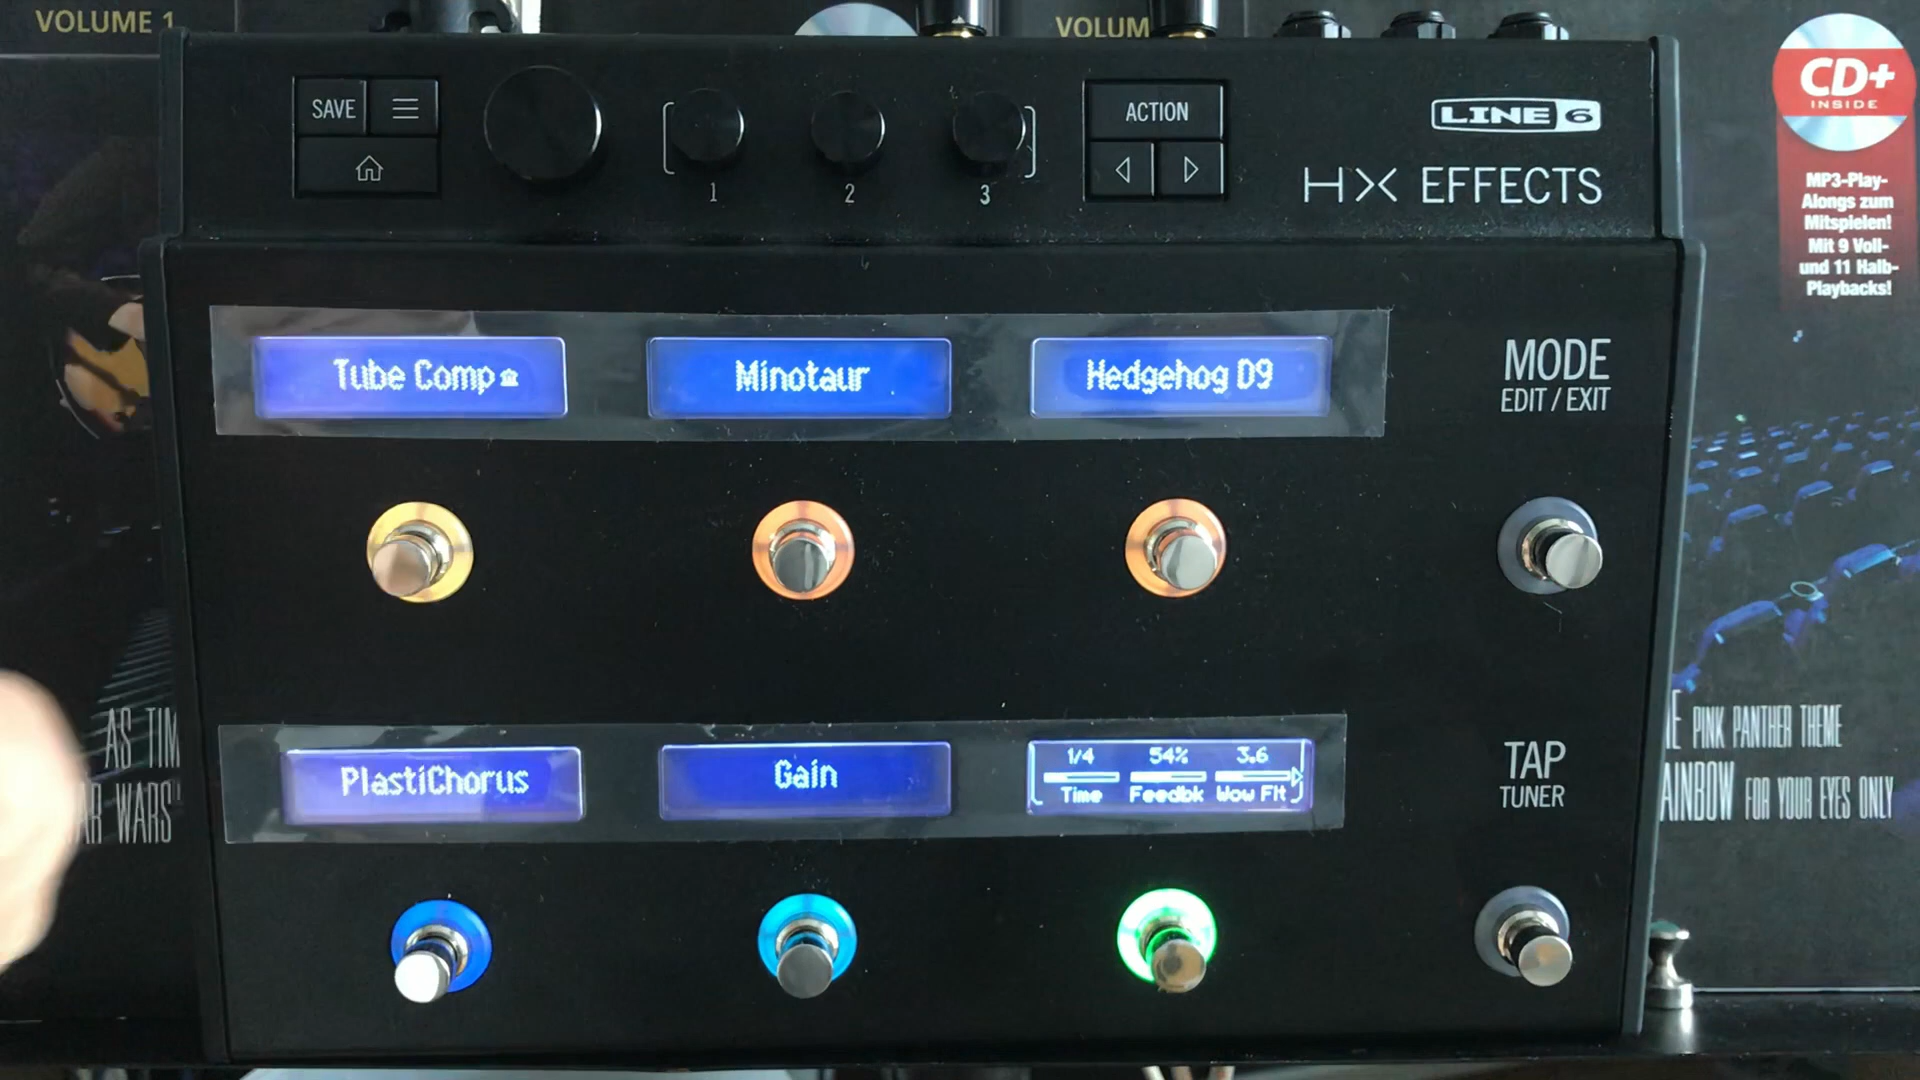 VOLUME 1
VOLUM
SAVE
1
2
3
ACTION
LINE 6
HX EFFECTS
CD+
INSIDE
MP3-Play-
Alongs zum
Mitspielen!
Mit 9 Voll-
und 11 Halb-
Playbacks!
Tube Comp
Minotaur
Hedgehog D9
MODE
EDIT / EXIT
PlastiChorus
Gain
1/4 54% 3.6
Time Feedbk Wow Flt
TAP
TUNER
AS TIM
AR WARS"
E PINK PANTHER THEME
AINBOW FOR YOUR EYES ONLY